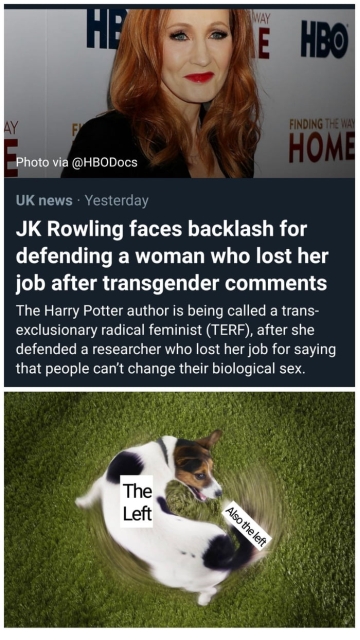 HB
WAY
E
HBO
AY
E
FI
FINDING THE WAY
HOME
Photo via @HBODocs
UK news · Yesterday
JK Rowling faces backlash for
defending a woman who lost her
job after transgender comments
The Harry Potter author is being called a trans-
exclusionary radical feminist (TERF), after she
defended a researcher who lost her job for saying
that people can't change their biological sex.
The
Left
Also the left